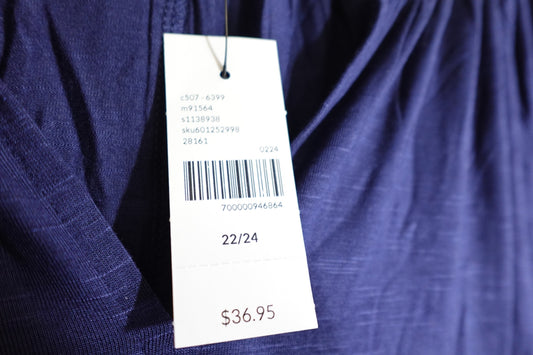 c507-6399
m91564
s1138938
sku601252998
28161
0224
700000946864
22/24
$36.95